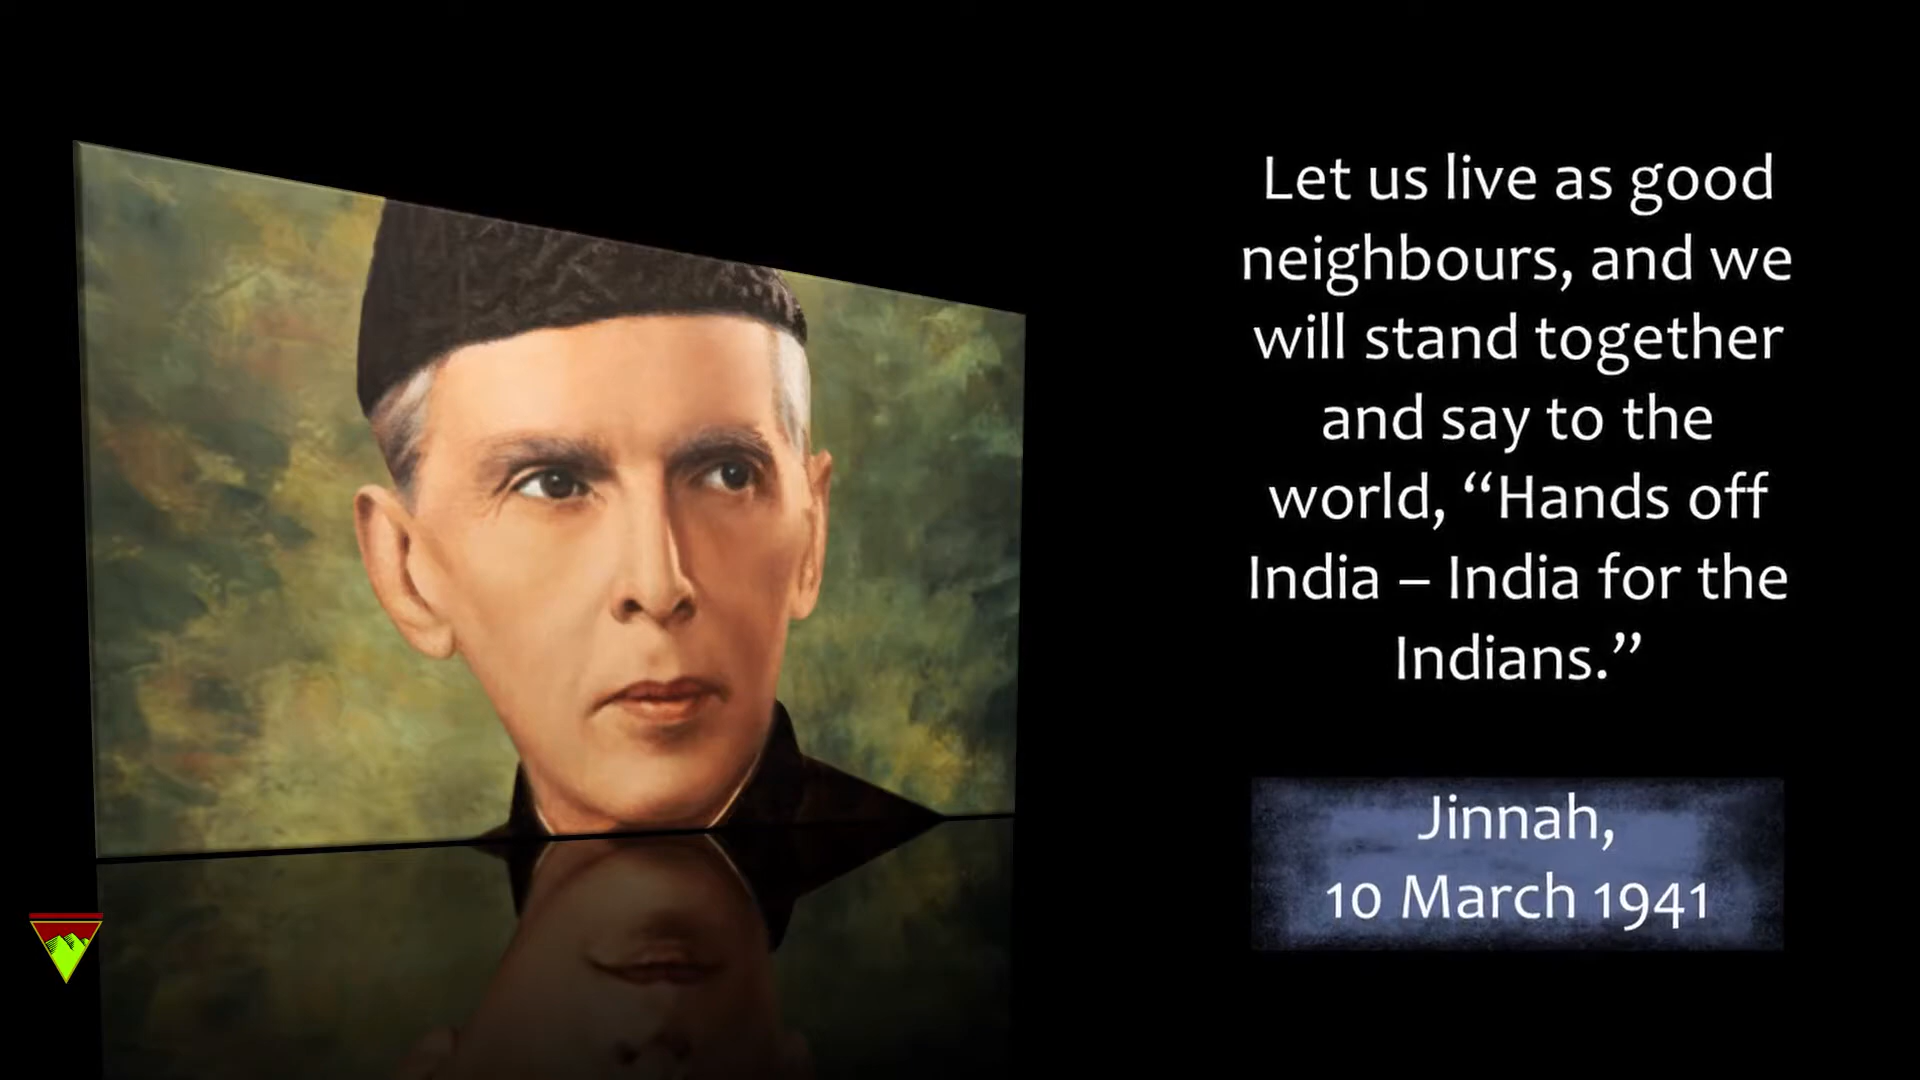 Let us live as good
neighbours, and we
will stand together
and say to the
world, “Hands off
India – India for the
Indians.”
Jinnah,
10 March 1941